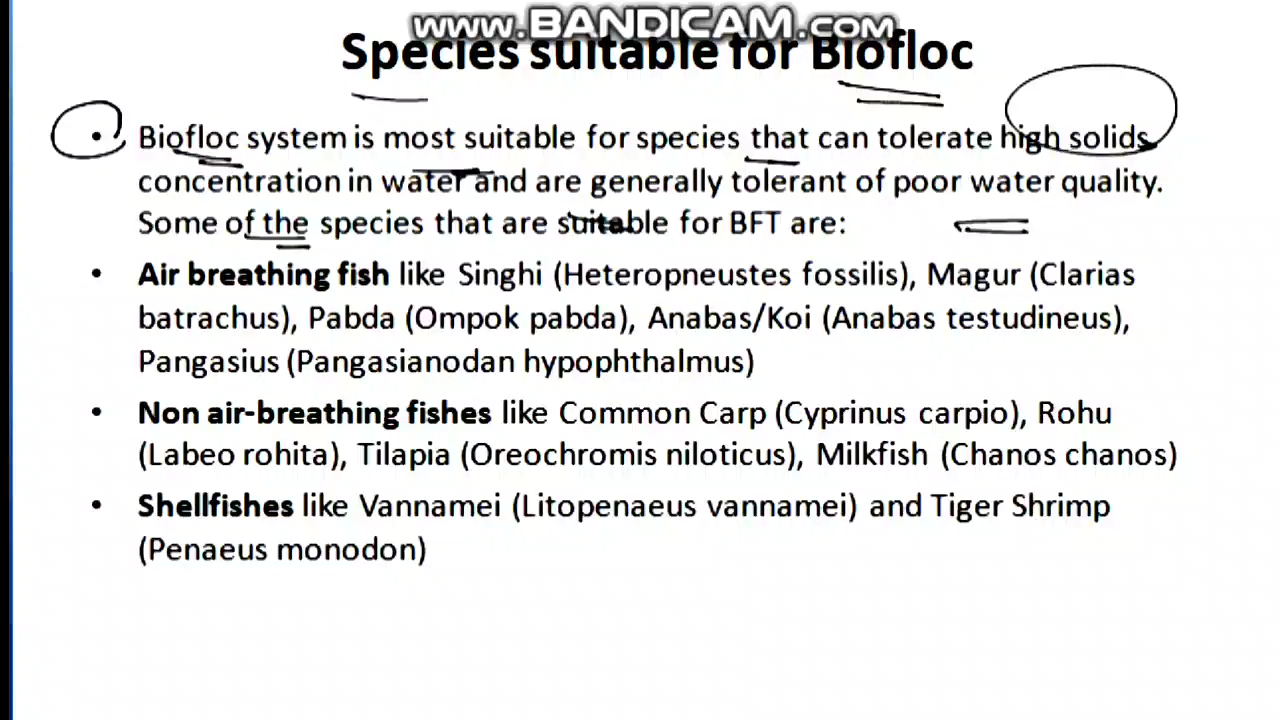 www.BANDICAM.com
Species suitable for Biofloc
• Biofloc system is most suitable for species that can tolerate high solids
concentration in water and are generally tolerant of poor water quality.
Some of the species that are suitable for BFT are:
• Air breathing fish like Singhi (Heteropneustes fossilis), Magur (Clarias
batrachus), Pabda (Ompok pabda), Anabas/Koi (Anabas testudineus),
Pangasius (Pangasianodan hypophthalmus)
• Non air-breathing fishes like Common Carp (Cyprinus carpio), Rohu
(Labeo rohita), Tilapia (Oreochromis niloticus), Milkfish (Chanos chanos)
• Shellfishes like Vannamei (Litopenaeus vannamei) and Tiger Shrimp
(Penaeus monodon)